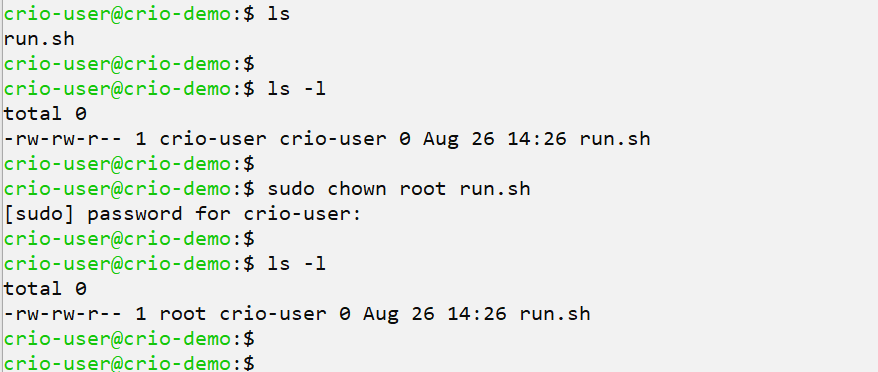 crio-user@crio-demo:$ ls
run.sh
crio-user@crio-demo:$
crio-user@crio-demo:$ ls -l
total 0
-rw-rw-r-- 1 crio-user crio-user 0 Aug 26 14:26 run.sh
crio-user@crio-demo:$
crio-user@crio-demo:$ sudo chown root run.sh
[sudo] password for crio-user:
crio-user@crio-demo:$
crio-user@crio-demo:$ ls -l
total 0
-rw-rw-r-- 1 root crio-user 0 Aug 26 14:26 run.sh
crio-user@crio-demo:$
crio-user@crio-demo:$